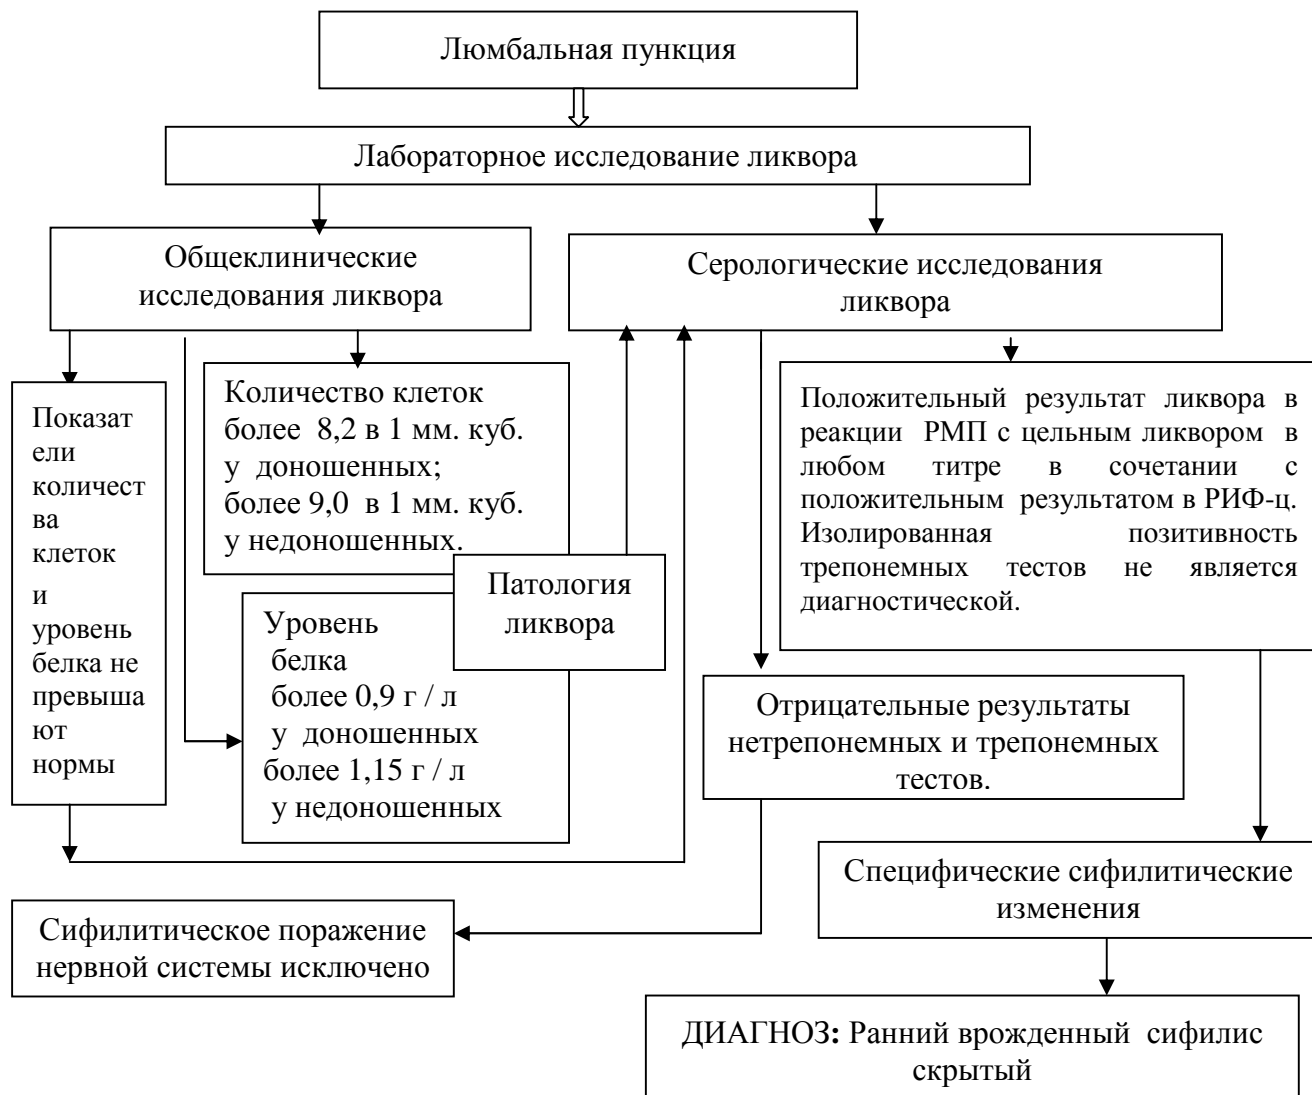 Люмбальная пункция
Лабораторное исследование ликвора
Общеклинические
исследования ликвора
Серологические исследования
ликвора
Показат
ели
количест
ва
клеток
и
уровень
белка не
превыша
ют
нормы
Количество клеток
более 8,2 в 1 мм. куб.
у доношенных;
более 9,0 в 1 мм. куб.
у недоношенных.
Патология
ликвора
Уровень
белка
более 0,9 г / л
у доношенных
более 1,15 г / л
у недоношенных
Положительный результат ликвора в
реакции РМП с цельным ликвором в
любом титре в сочетании с
положительным результатом в РИФ-ц.
Изолированная позитивность
трепонемных тестов не является
диагностической.
Отрицательные результаты
нетрепонемных и трепонемных
тестов.
Специфические сифилитические
изменения
Сифилитическое поражение
нервной системы исключено
ДИАГНОЗ: Ранний врожденный сифилис
скрытый